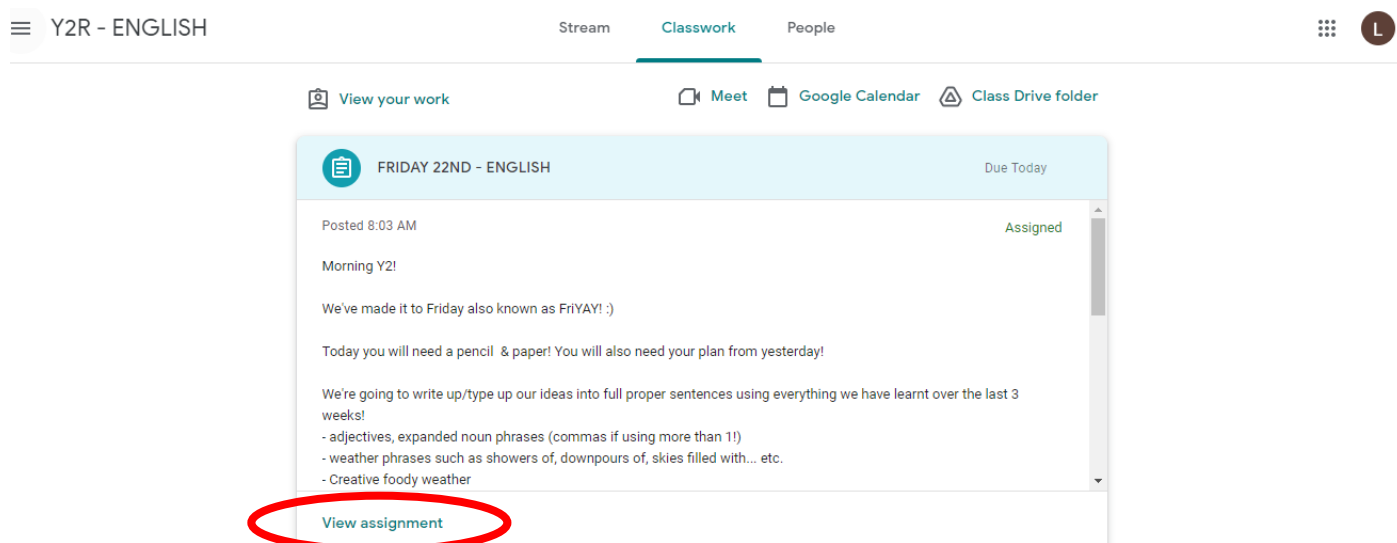 Y2R - ENGLISH
Stream
Classwork
People
L
View your work
Meet
Google Calendar
Class Drive folder
FRIDAY 22ND - ENGLISH
Due Today
Posted 8:03 AM
Assigned
Morning Y2!
We've made it to Friday also known as FriYAY! :)
Today you will need a pencil & paper! You will also need your plan from yesterday!
We're going to write up/type up our ideas into full proper sentences using everything we have learnt over the last 3
weeks!
- adjectives, expanded noun phrases (commas if using more than 1!)
- weather phrases such as showers of, downpours of, skies filled with... etc.
- Creative foody weather
View assignment